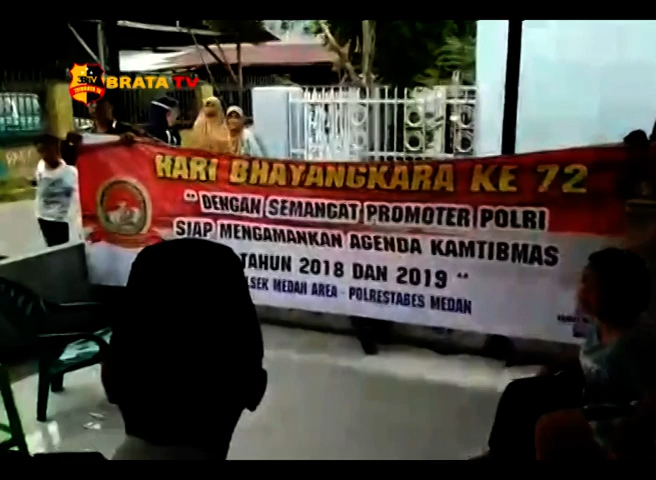 BRATA TV
HARI BHAYANGKARA KE 72
"DENGAN SEMANGAT PROMOTER POLRI
SIAP MENGAMANKAN AGENDA KAMTIBMAS
TAHUN 2018 DAN 2019"
SEK MEDAN AREA - POLRESTABES MEDAN